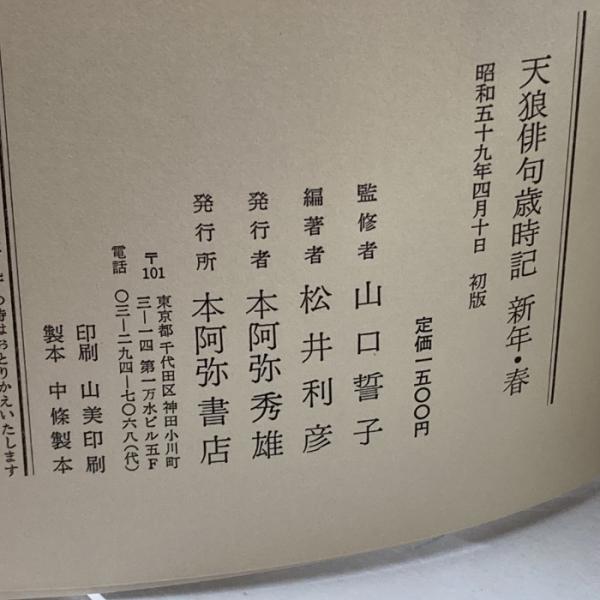 天狼俳句歳時記 新年・春
昭和五十九年四月十日 初版
定価一五〇〇円
監修者 山口誓子
編著者 松井利彦
発行者 本阿弥秀雄
発行所 本阿弥書店
〒101 東京都千代田区神田小川町
三ー一四 第一万水ビル五F
電話 〇三ー二九四ー七〇六八(代)
印刷 山美印刷
製本 中條製本
の時はおとりかえいたします